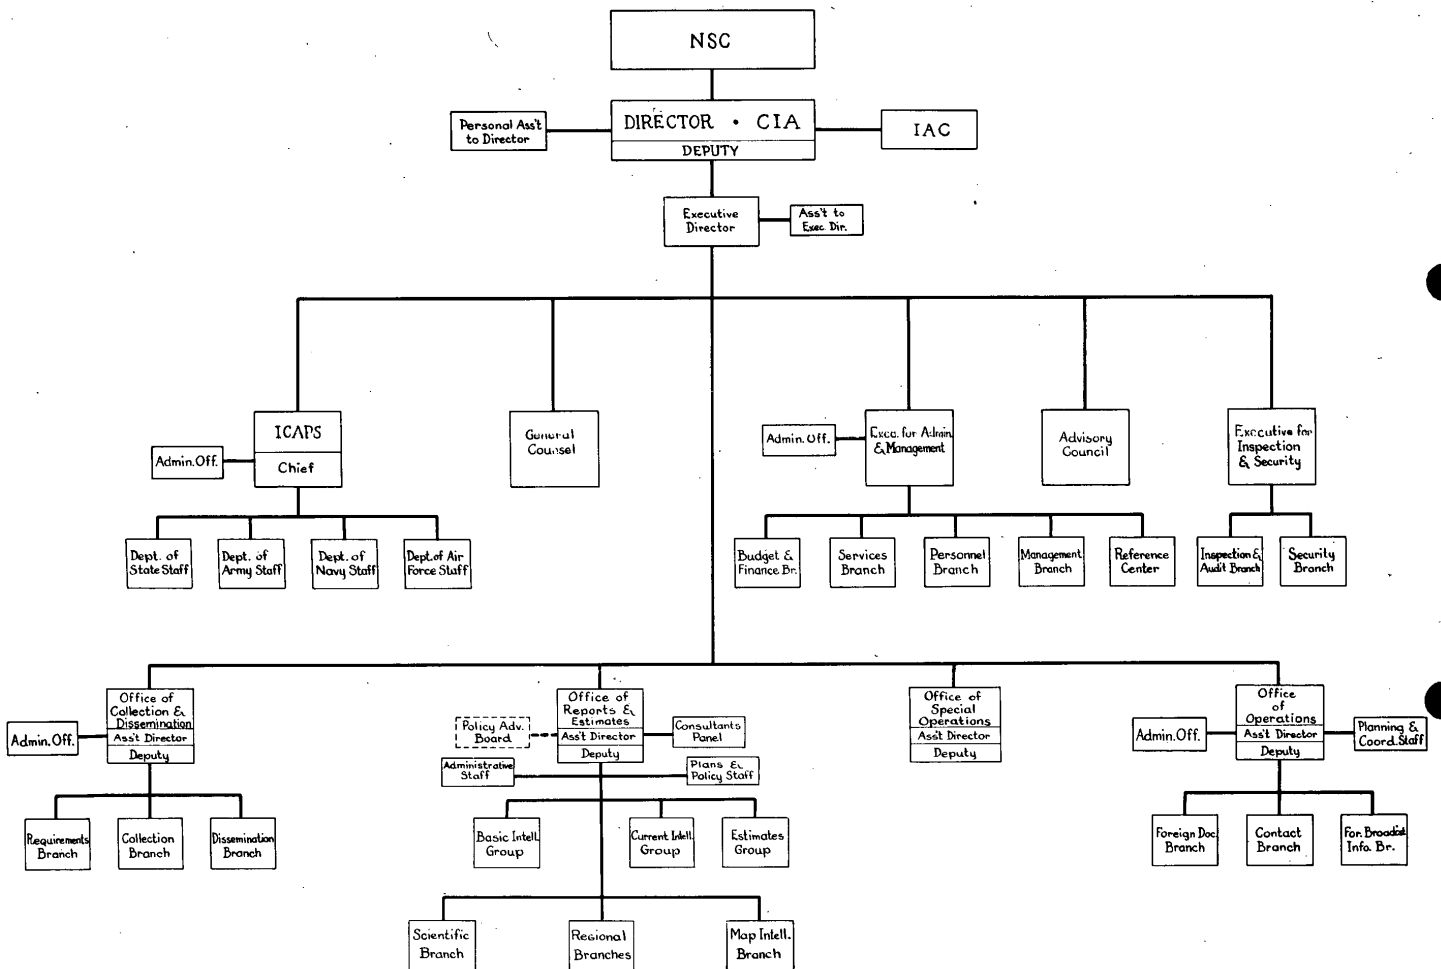 NSC
Personal Ass't
to Director
DIRECTOR • CIA
DEPUTY
IAC
Executive
Director
Ass't to
Exec. Dir.
ICAPS
Chief
Admin. Off.
General
Counsel
Admin. Off.
Exec. for Admin.
& Management
Advisory
Council
Executive for
Inspection
& Security
Dept. of
State Staff
Dept. of
Army Staff
Dept. of
Navy Staff
Dept. of Air
Force Staff
Budget &
Finance Br.
Services
Branch
Personnel
Branch
Management
Branch
Reference
Center
Inspection &
Audit Branch
Security
Branch
Admin. Off.
Office of
Collection &
Dissemination
Ass't Director
Deputy
Policy Adv.
Board
Office of
Reports &
Estimates
Ass't Director
Deputy
Consultants
Panel
Administrative
Staff
Plans &
Policy Staff
Office of
Special
Operations
Ass't Director
Deputy
Admin. Off.
Office
of
Operations
Ass't Director
Deputy
Planning &
Coord. Staff
Requirements
Branch
Collection
Branch
Dissemination
Branch
Basic Intell.
Group
Current Intell.
Group
Estimates
Group
Foreign Doc.
Branch
Contact
Branch
For. Broadcast
Info. Br.
Scientific
Branch
Regional
Branches
Map Intell.
Branch